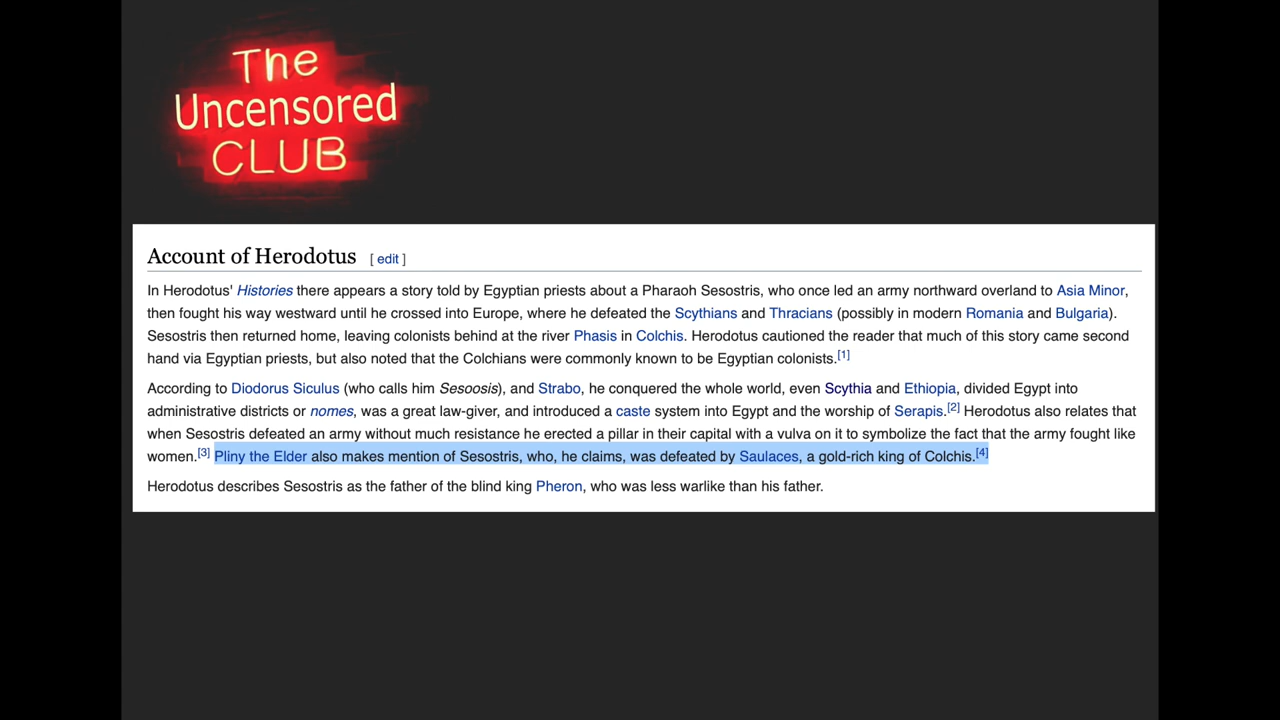 The
Uncensored
CLUB
Account of Herodotus [ edit ]
In Herodotus' Histories there appears a story told by Egyptian priests about a Pharaoh Sesostris, who once led an army northward overland to Asia Minor,
then fought his way westward until he crossed into Europe, where he defeated the Scythians and Thracians (possibly in modern Romania and Bulgaria).
Sesostris then returned home, leaving colonists behind at the river Phasis in Colchis. Herodotus cautioned the reader that much of this story came second
hand via Egyptian priests, but also noted that the Colchians were commonly known to be Egyptian colonists.[1]
According to Diodorus Siculus (who calls him Sesoosis), and Strabo, he conquered the whole world, even Scythia and Ethiopia, divided Egypt into
administrative districts or nomes, was a great law-giver, and introduced a caste system into Egypt and the worship of Serapis.[2] Herodotus also relates that
when Sesostris defeated an army without much resistance he erected a pillar in their capital with a vulva on it to symbolize the fact that the army fought like
women.[3] Pliny the Elder also makes mention of Sesostris, who, he claims, was defeated by Saulaces, a gold-rich king of Colchis.[4]
Herodotus describes Sesostris as the father of the blind king Pheron, who was less warlike than his father.